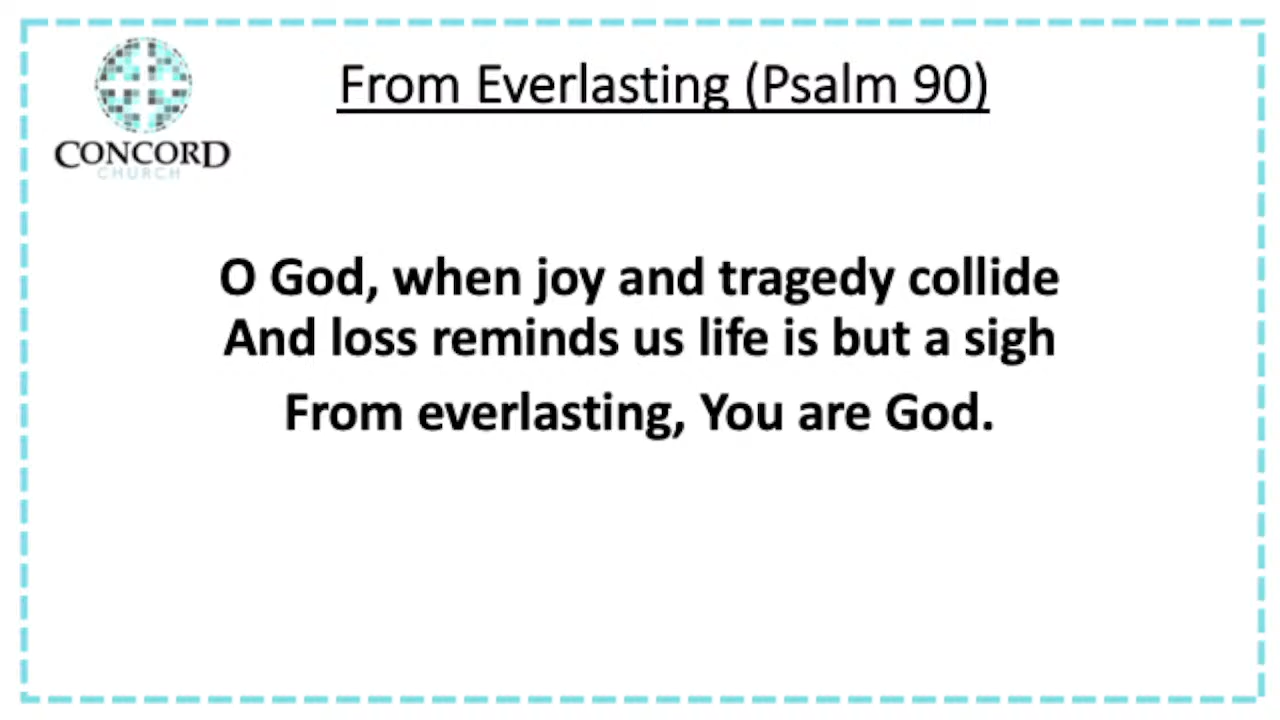 From Everlasting (Psalm 90)
CONCORD
CHURCH
O God, when joy and tragedy collide
And loss reminds us life is but a sigh
From everlasting, You are God.